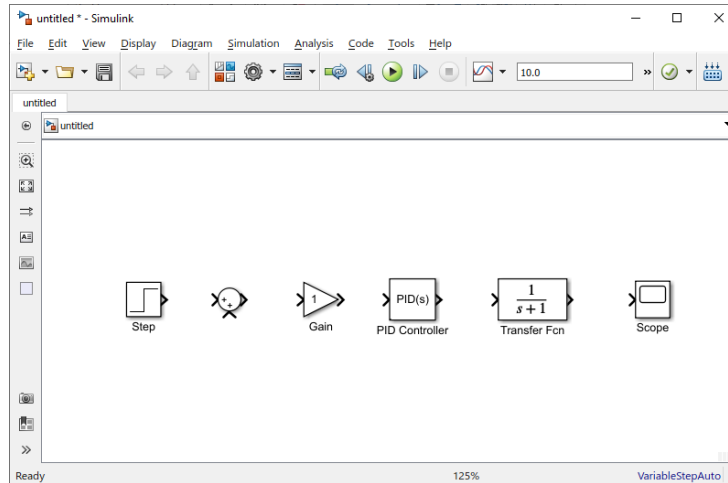 untitled * - Simulink
File Edit View Display Diagram Simulation Analysis Code Tools Help
10.0 »
untitled
untitled
1 PID(s) 1
s+1
Step Gain PID Controller Transfer Fcn Scope
»
Ready 125% VariableStepAuto